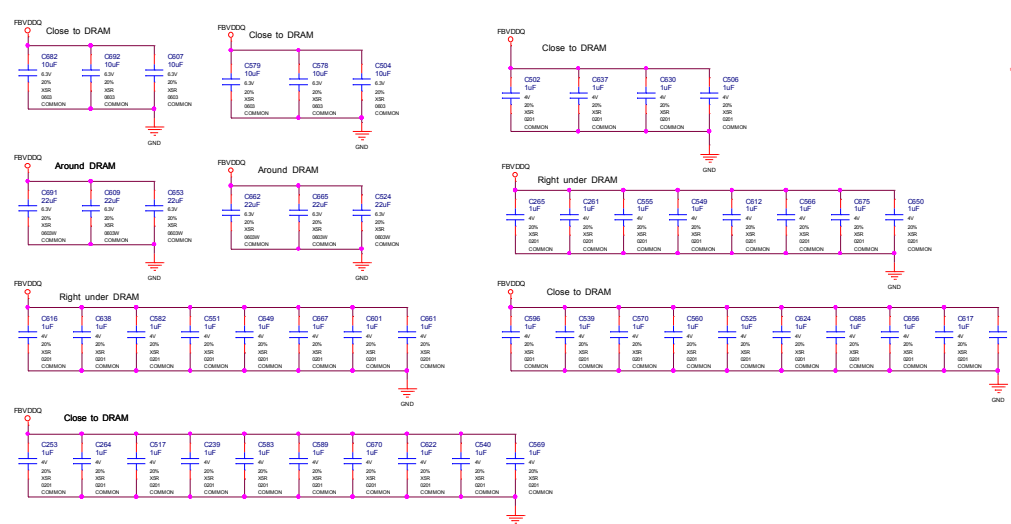 FBVDDQ
Close to DRAM
C682 C692 C607
10uF 10uF 10uF
6.3V 6.3V 6.3V
20% 20% 20%
X5R X5R X5R
0603 0603 0603
COMMON COMMON COMMON
GND
FBVDDQ
Close to DRAM
C579 C578 C504
10uF 10uF 10uF
6.3V 6.3V 6.3V
20% 20% 20%
X5R X5R X5R
0603 0603 0603
COMMON COMMON COMMON
GND
FBVDDQ
Close to DRAM
C502 C637 C630 C506
1uF 1uF 1uF 1uF
4V 4V 4V 4V
20% 20% 20% 20%
X5R X5R X5R X5R
0201 0201 0201 0201
COMMON COMMON COMMON COMMON
GND
FBVDDQ
Around DRAM
C691 C609 C653
22uF 22uF 22uF
6.3V 6.3V 6.3V
20% 20% 20%
X5R X5R X5R
0603W 0603W 0603W
COMMON COMMON COMMON
GND
FBVDDQ
Around DRAM
C662 C665 C524
22uF 22uF 22uF
6.3V 6.3V 6.3V
20% 20% 20%
X5R X5R X5R
0603W 0603W 0603W
COMMON COMMON COMMON
GND
FBVDDQ
Right under DRAM
C265 C261 C555 C549 C612 C566 C675 C650
1uF 1uF 1uF 1uF 1uF 1uF 1uF 1uF
4V 4V 4V 4V 4V 4V 4V 4V
20% 20% 20% 20% 20% 20% 20% 20%
X5R X5R X5R X5R X5R X5R X5R X5R
0201 0201 0201 0201 0201 0201 0201 0201
COMMON COMMON COMMON COMMON COMMON COMMON COMMON COMMON
GND
FBVDDQ
Right under DRAM
C616 C638 C582 C551 C649 C667 C601 C661
1uF 1uF 1uF 1uF 1uF 1uF 1uF 1uF
4V 4V 4V 4V 4V 4V 4V 4V
20% 20% 20% 20% 20% 20% 20% 20%
X5R X5R X5R X5R X5R X5R X5R X5R
0201 0201 0201 0201 0201 0201 0201 0201
COMMON COMMON COMMON COMMON COMMON COMMON COMMON COMMON
GND
FBVDDQ
Close to DRAM
C596 C539 C570 C560 C525 C624 C685 C656 C617
1uF 1uF 1uF 1uF 1uF 1uF 1uF 1uF 1uF
4V 4V 4V 4V 4V 4V 4V 4V 4V
20% 20% 20% 20% 20% 20% 20% 20% 20%
X5R X5R X5R X5R X5R X5R X5R X5R X5R
0201 0201 0201 0201 0201 0201 0201 0201 0201
COMMON COMMON COMMON COMMON COMMON COMMON COMMON COMMON COMMON
GND
FBVDDQ
Close to DRAM
C253 C264 C517 C239 C583 C589 C670 C622 C540 C569
1uF 1uF 1uF 1uF 1uF 1uF 1uF 1uF 1uF 1uF
4V 4V 4V 4V 4V 4V 4V 4V 4V 4V
20% 20% 20% 20% 20% 20% 20% 20% 20% 20%
X5R X5R X5R X5R X5R X5R X5R X5R X5R X5R
0201 0201 0201 0201 0201 0201 0201 0201 0201 0201
COMMON COMMON COMMON COMMON COMMON COMMON COMMON COMMON COMMON COMMON